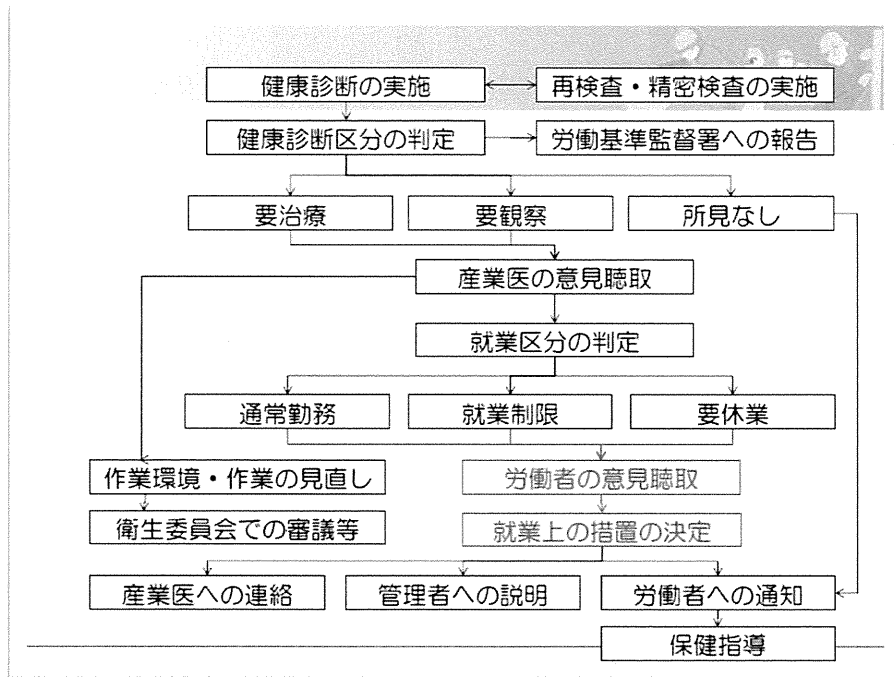 健康診断の実施
再検査・精密検査の実施
健康診断区分の判定
労働基準監督署への報告
要治療
要観察
所見なし
産業医の意見聴取
就業区分の判定
通常勤務
就業制限
要休業
作業環境・作業の見直し
労働者の意見聴取
衛生委員会での審議等
就業上の措置の決定
産業医への連絡
管理者への説明
労働者への通知
保健指導